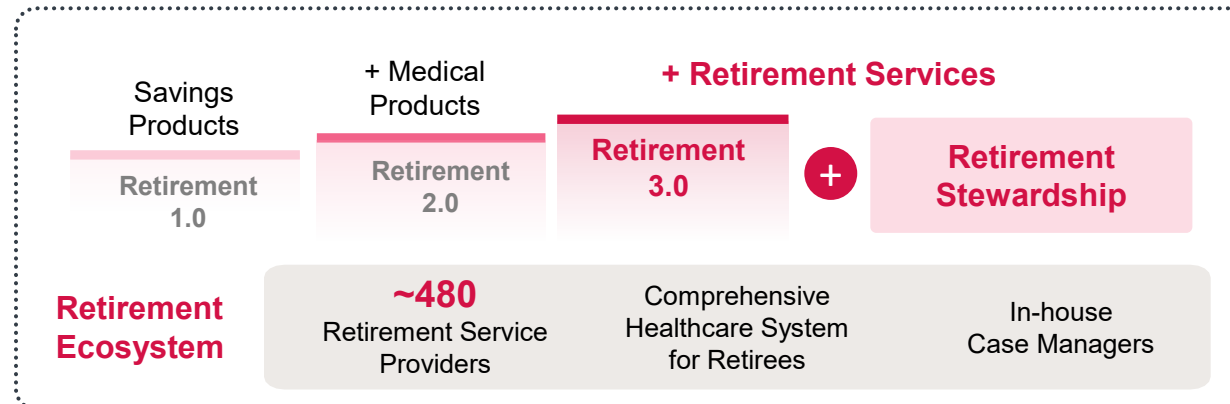 Savings
Products
+ Medical
Products
+ Retirement Services
Retirement
1.0
Retirement
2.0
Retirement
3.0
+
Retirement
Stewardship
Retirement
Ecosystem
~480
Retirement Service
Providers
Comprehensive
Healthcare System
for Retirees
In-house
Case Managers